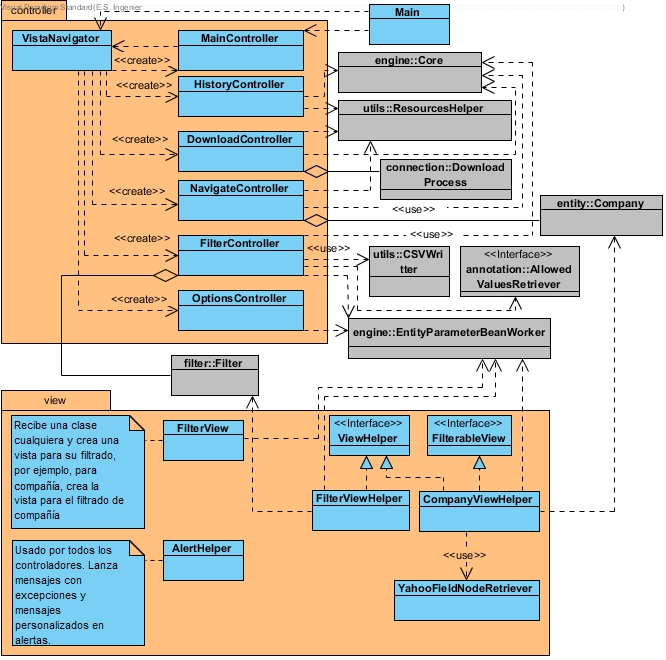 controller
Standard(E.S. Ingenier
Main
VistaNavigator
MainController
<<create>>
engine::Core
HistoryController
<<create>>
utils::ResourcesHelper
<<create>>
DownloadController
connection::Download
Process
<<create>>
NavigateController
<<use>>
entity::Company
<<create>>
FilterController
<<use>>
<<use>>
utils::CSVWri
tter
<<Interface>>
annotation::Allowed
ValuesRetriever
<<create>>
OptionsController
engine::EntityParameterBeanWorker
filter::Filter
view
Recibe una clase
cualquiera y crea una
vista para su filtrado,
por ejemplo, para
compañía, crea la
vista para el filtrado de
compañía
FilterView
<<Interface>>
ViewHelper
<<Interface>>
FilterableView
FilterViewHelper
CompanyViewHelper
Usado por todos los
controladores. Lanza
mensajes con
excepciones y
mensajes
personalizados en
alertas.
AlertHelper
<<use>>
YahooFieldNodeRetriever